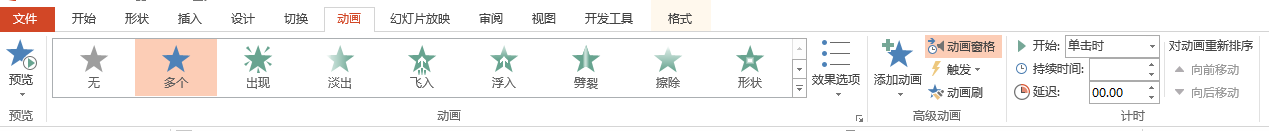 文件 开始 形状 插入 设计 切换 动画 幻灯片放映 审阅 视图 开发工具 格式
预览
无 多个 出现 淡出 飞入 浮入 劈裂 擦除 形状
效果选项
添加动画
动画窗格
触发
动画刷
开始: 单击时
持续时间:
延迟: 00.00
对动画重新排序
向前移动
向后移动
预览 动画 高级动画 计时